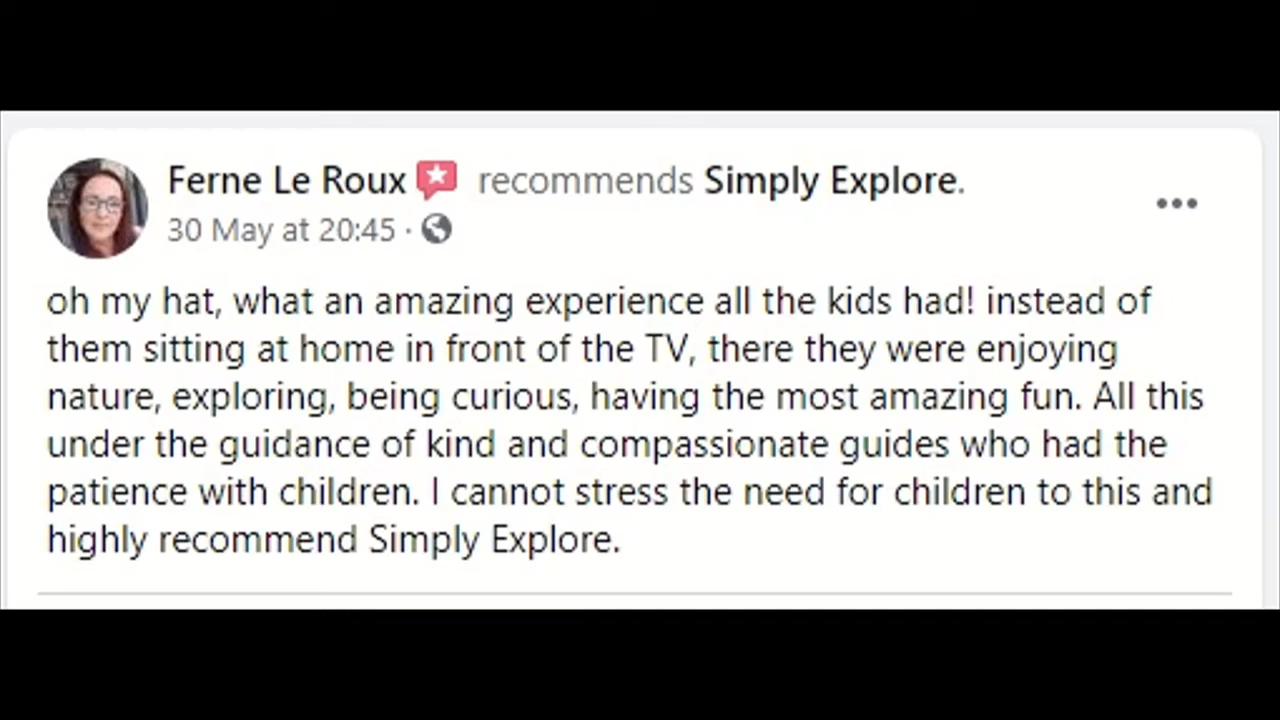 Ferne Le Roux recommends Simply Explore.
30 May at 20:45 ·
oh my hat, what an amazing experience all the kids had! instead of
them sitting at home in front of the TV, there they were enjoying
nature, exploring, being curious, having the most amazing fun. All this
under the guidance of kind and compassionate guides who had the
patience with children. I cannot stress the need for children to this and
highly recommend Simply Explore.